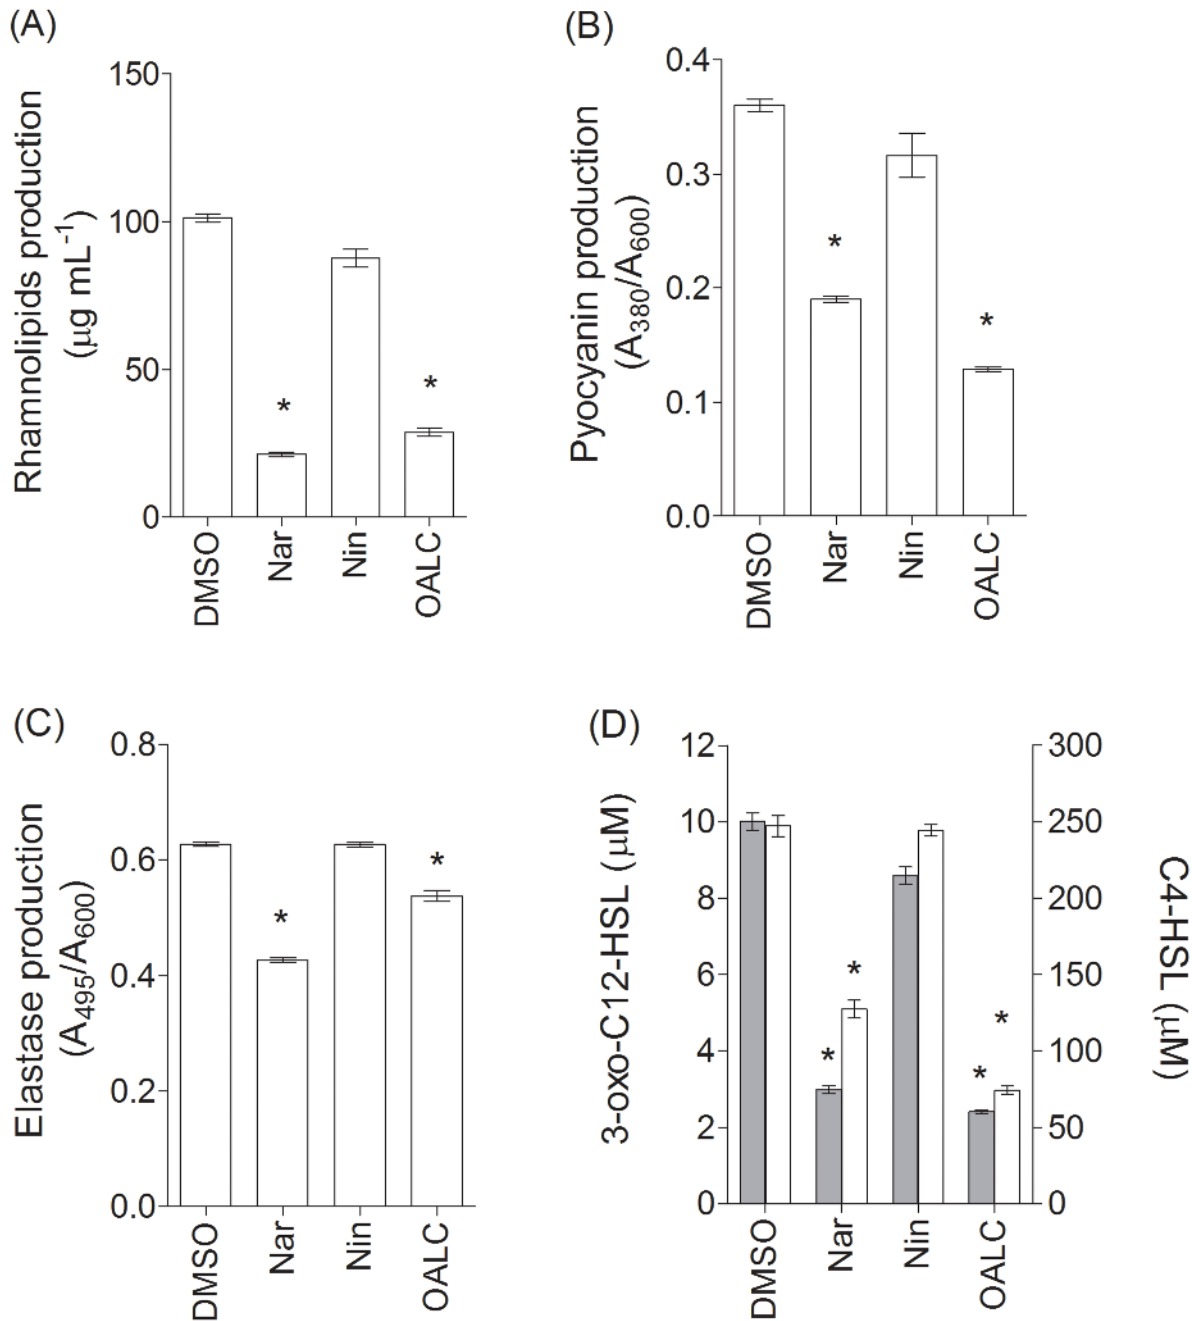 (A)
Rhamnolipids production
(μg mL⁻¹)
150
100
50
0
DMSO
Nar
Nin
OALC
*
*
(B)
Pyocyanin production
(A₃₈₀/A₆₀₀)
0.4
0.3
0.2
0.1
0.0
DMSO
Nar
Nin
OALC
*
*
(C)
Elastase production
(A₄₉₅/A₆₀₀)
0.8
0.6
0.4
0.2
0.0
DMSO
Nar
Nin
OALC
*
*
(D)
3-oxo-C12-HSL (μM)
12
10
8
6
4
2
0
DMSO
Nar
Nin
OALC
*
*
*
*
300
250
200
150
100
50
0
C4-HSL (μM)